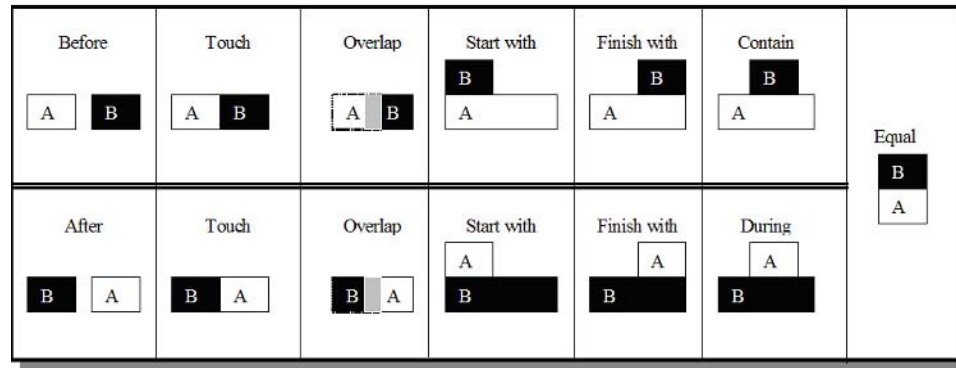 Before Touch Overlap Start with Finish with Contain
B B B
A B A B A B A A A
Equal
B
A
After Touch Overlap Start with Finish with During
A A A
B A B A B A B B B